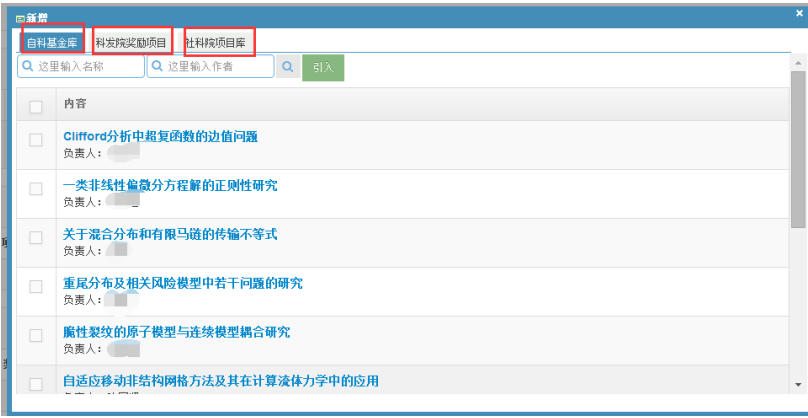 新增
自科基金库 科发院奖励项目 社科院项目库
这里输入名称 这里输入作者 引入
内容
Clifford分析中超复函数的边值问题
负责人：
一类非线性偏微分方程解的正则性研究
负责人：
关于混合分布和有限马链的传输不等式
负责人：
重尾分布及相关风险模型中若干问题的研究
负责人：
脆性裂纹的原子模型与连续模型耦合研究
负责人：
自适应移动非结构网格方法及其在计算流体力学中的应用